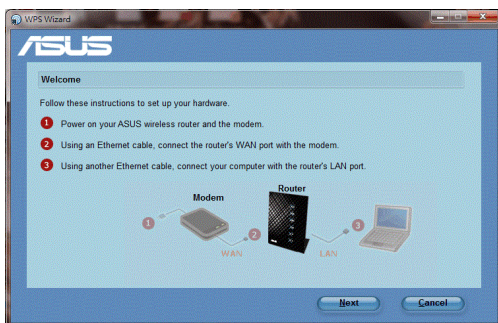 WPS Wizard
ASUS
Welcome
Follow these instructions to set up your hardware.
1 Power on your ASUS wireless router and the modem.
2 Using an Ethernet cable, connect the router's WAN port with the modem.
3 Using another Ethernet cable, connect your computer with the router's LAN port.
Modem
Router
1
2
3
WAN
LAN
Next
Cancel